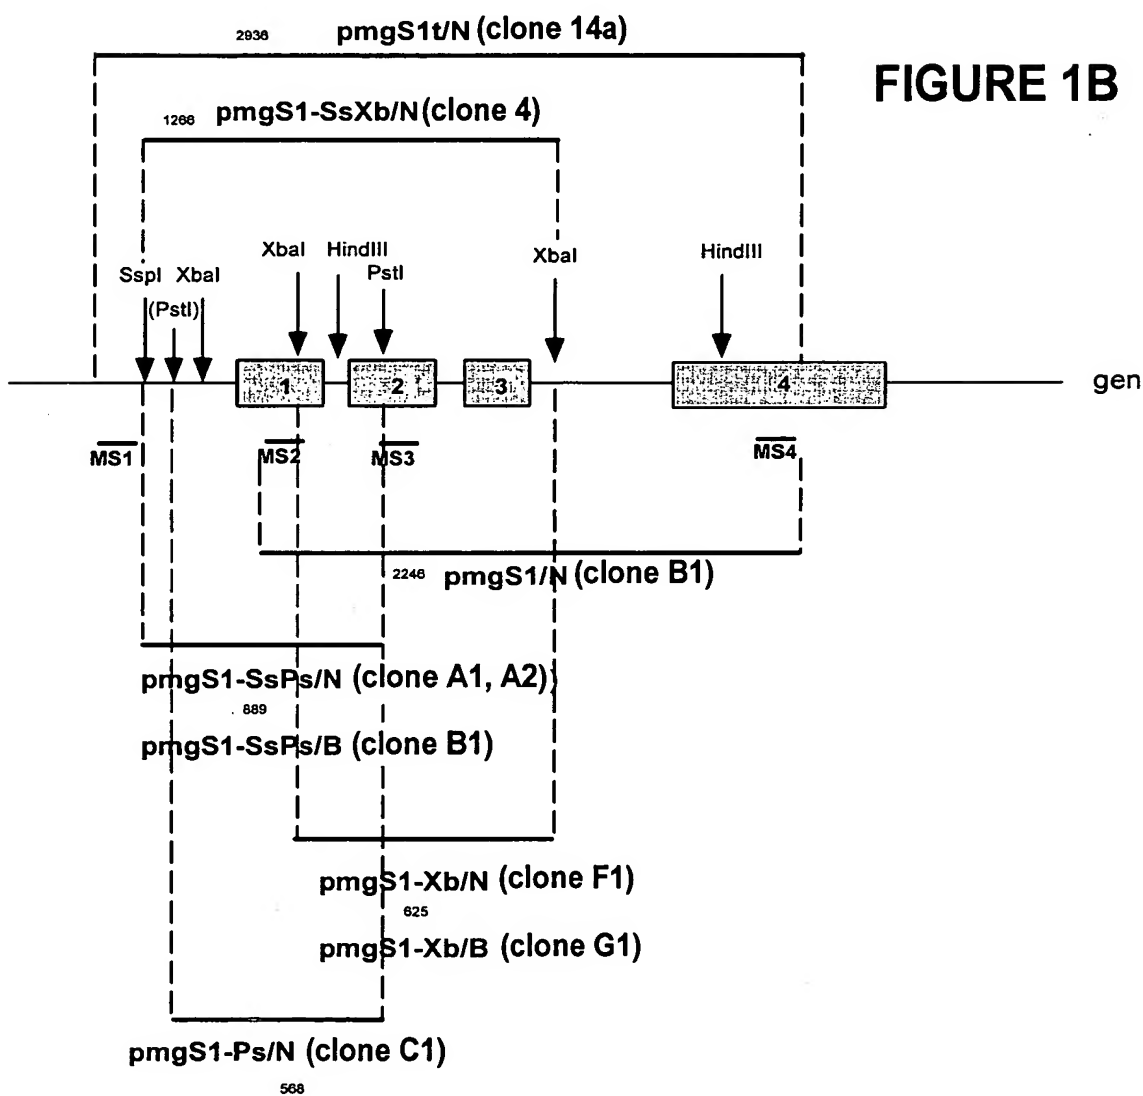 2936 pmgS1t/N (clone 14a)
FIGURE 1B
1266 pmgS1-SsXb/N (clone 4)
XbaI HindIII XbaI HindIII
SspI XbaI PstI
(PstI)
1 2 3 4
gen
MS1 MS2 MS3 MS4
2246 pmgS1/N (clone B1)
pmgS1-SsPs/N (clone A1, A2))
889
pmgS1-SsPs/B (clone B1)
pmgS1-Xb/N (clone F1)
625
pmgS1-Xb/B (clone G1)
pmgS1-Ps/N (clone C1)
568